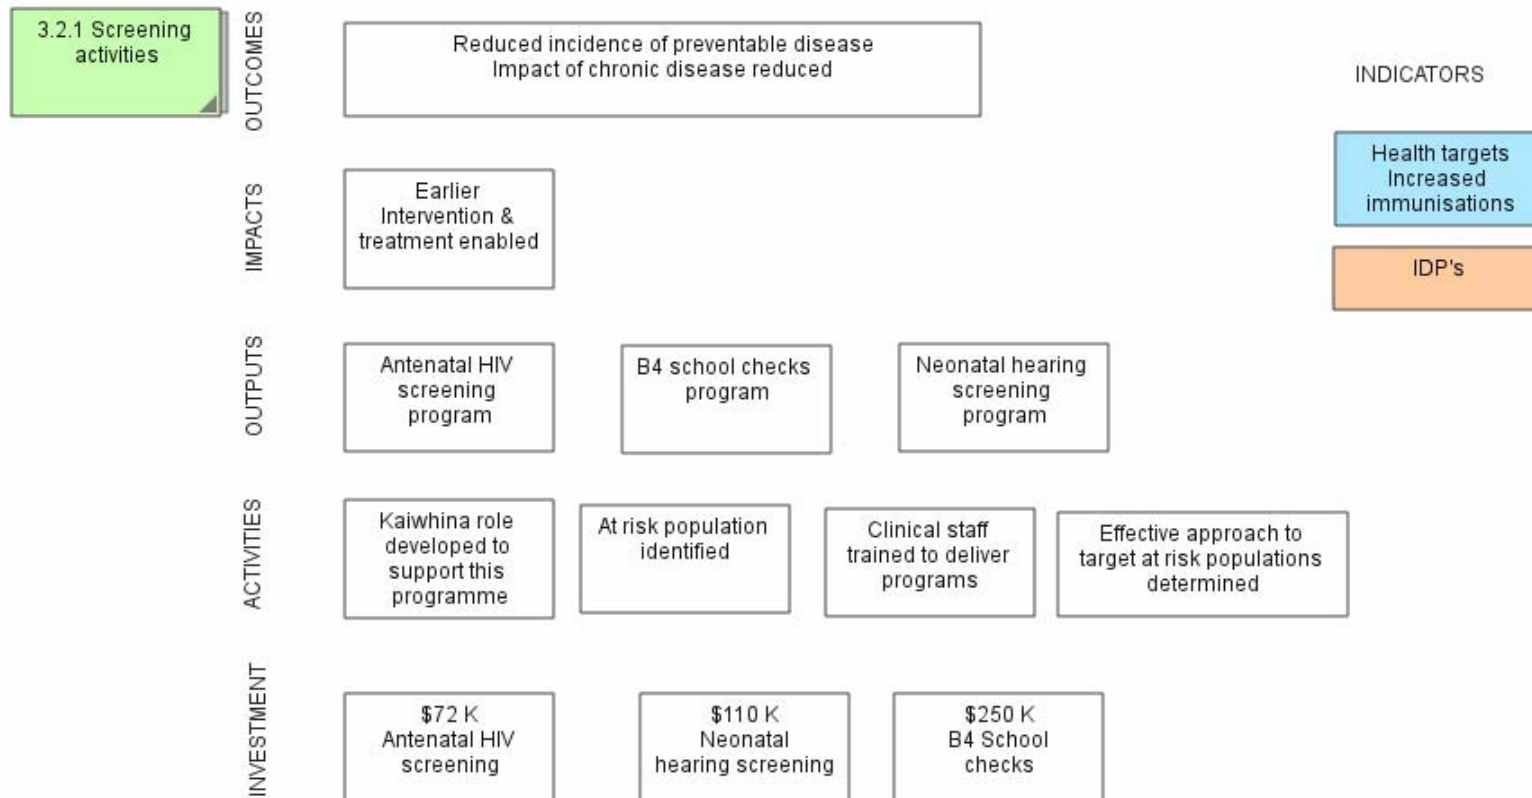 3.2.1 Screening
activities
OUTCOMES
Reduced incidence of preventable disease
Impact of chronic disease reduced
INDICATORS
Health targets
Increased
immunisations
IDP's
IMPACTS
Earlier
Intervention &
treatment enabled
OUTPUTS
Antenatal HIV
screening
program
B4 school checks
program
Neonatal hearing
screening
program
ACTIVITIES
Kaiwhina role
developed to
support this
programme
At risk population
identified
Clinical staff
trained to deliver
programs
Effective approach to
target at risk populations
determined
INVESTMENT
$72 K
Antenatal HIV
screening
$110 K
Neonatal
hearing screening
$250 K
B4 School
checks